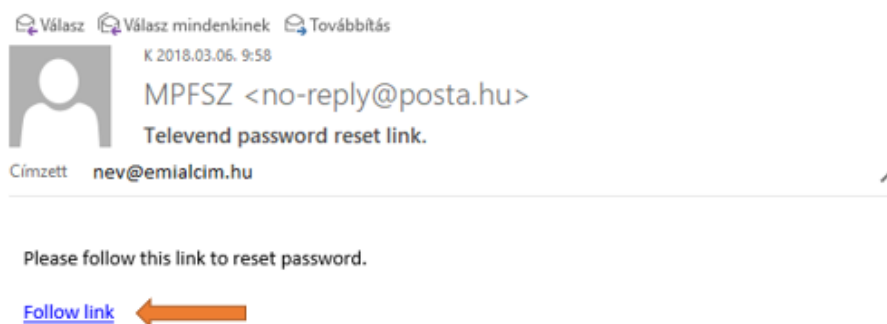 Válasz Válasz mindenkinek Továbbítás
K 2018.03.06. 9:58
MPFSZ <no-reply@posta.hu>
Televend password reset link.
Címzett nev@emialcim.hu
Please follow this link to reset password.
Follow link